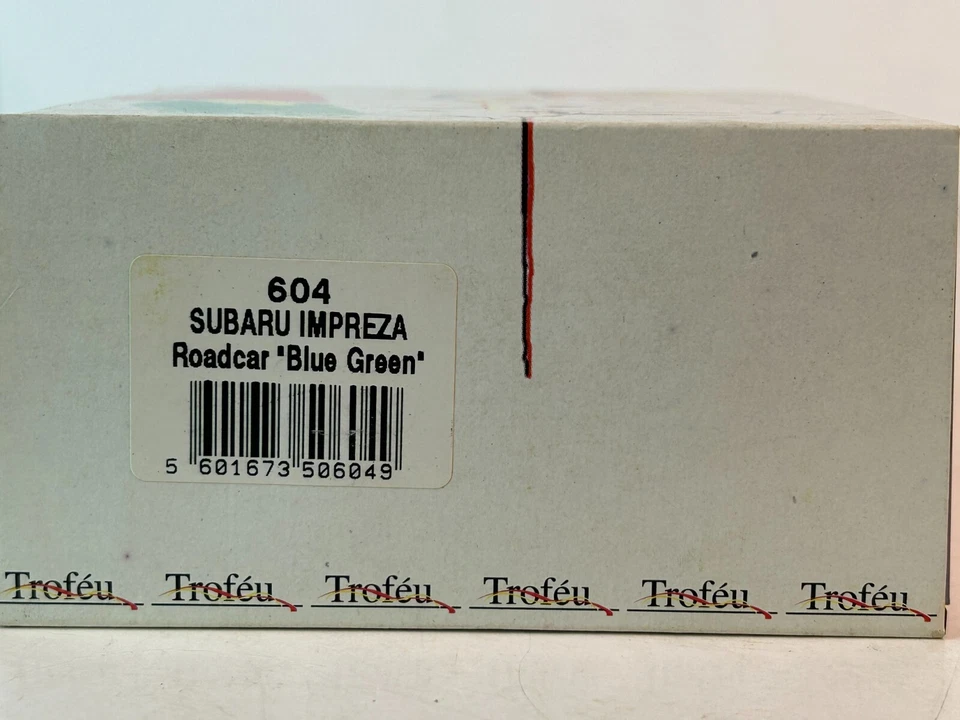 604
SUBARU IMPREZA
Roadcar "Blue Green"
5 601673 506049
Troféu Troféu Troféu Troféu Troféu Troféu